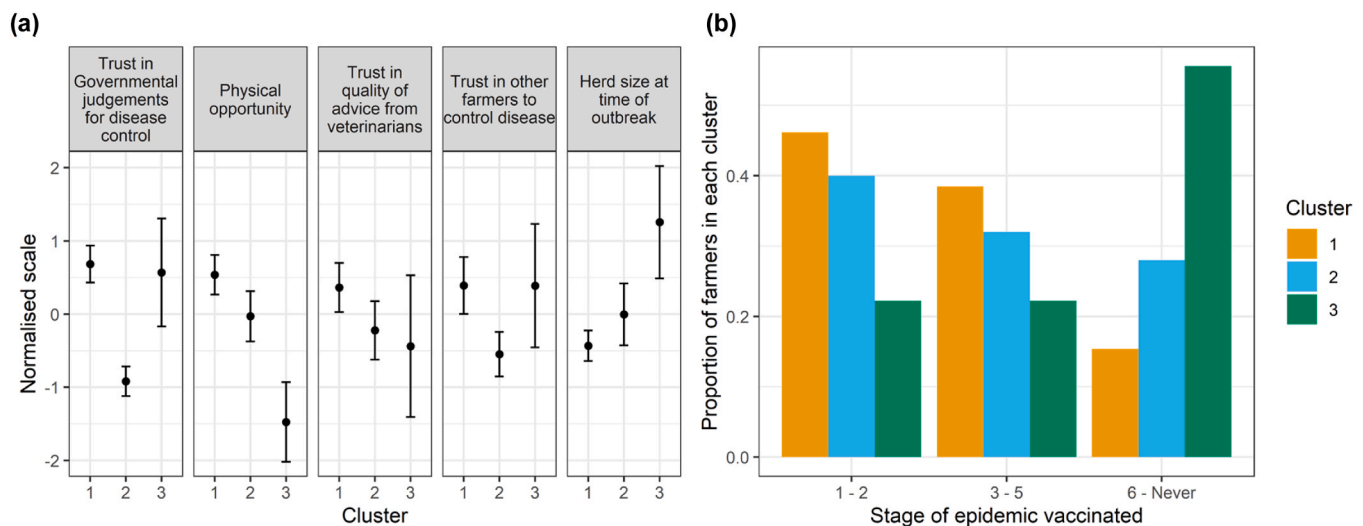 (a)
Trust in
Governmental
judgements
for disease
control
Physical
opportunity
Trust in
quality of
advice from
veterinarians
Trust in other
farmers to
control disease
Herd size at
time of
outbreak
Normalised scale
2
1
0
-1
-2
1 2 3
1 2 3
1 2 3
1 2 3
1 2 3
Cluster
(b)
Proportion of farmers in each cluster
0.4
0.2
0.0
1 - 2
3 - 5
6 - Never
Stage of epidemic vaccinated
Cluster
1
2
3